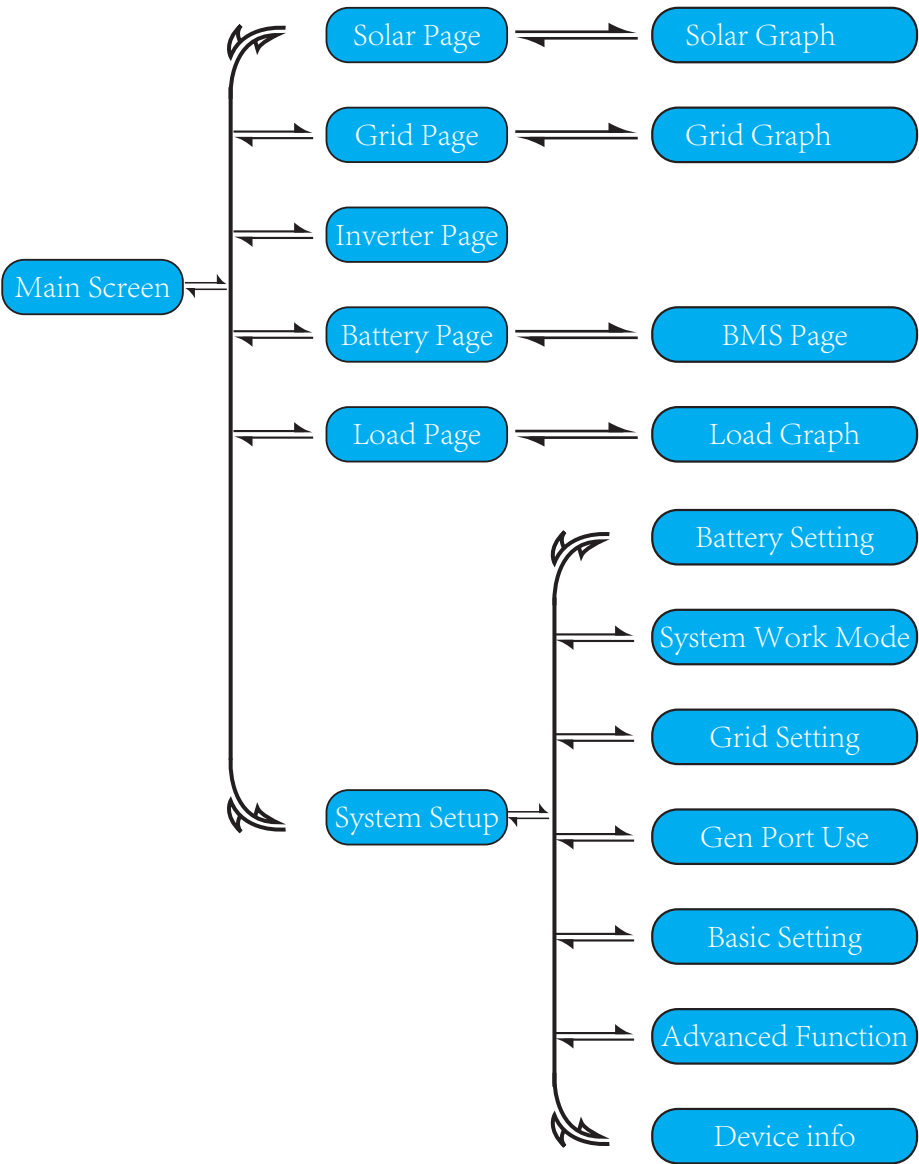 Solar Page
Solar Graph
Grid Page
Grid Graph
Inverter Page
Main Screen
Battery Page
BMS Page
Load Page
Load Graph
Battery Setting
System Work Mode
Grid Setting
System Setup
Gen Port Use
Basic Setting
Advanced Function
Device info